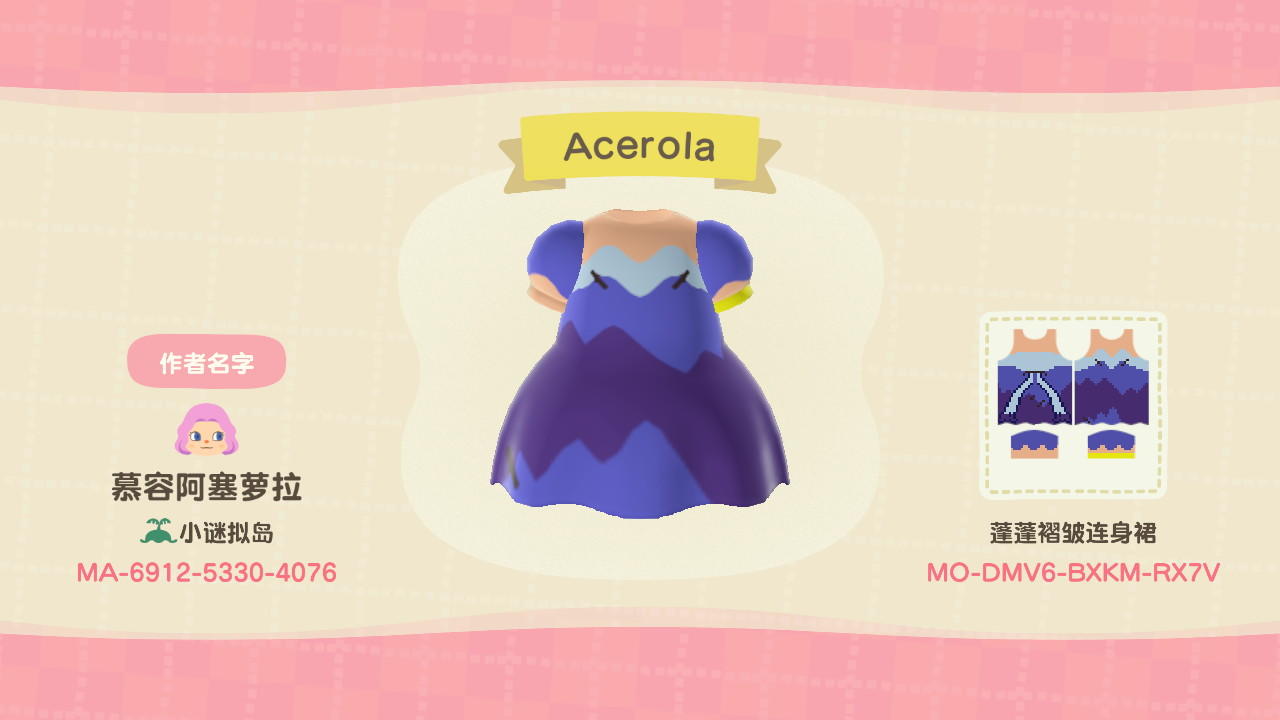 Acerola
作者名字
慕容阿塞萝拉
小谜拟岛
MA-6912-5330-4076
蓬蓬褶皱连身裙
MO-DMV6-BXKM-RX7V